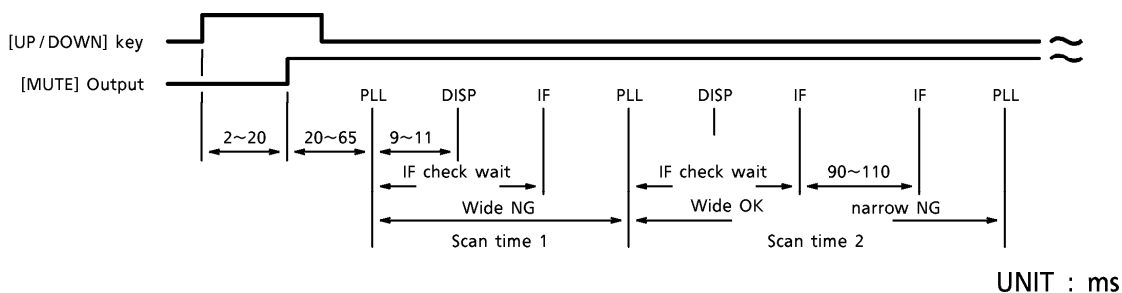 [UP/DOWN] key
[MUTE] Output
PLL DISP IF PLL DISP IF IF PLL
2~20 20~65 9~11
IF check wait IF check wait 90~110
Wide NG Wide OK narrow NG
Scan time 1 Scan time 2
UNIT : ms